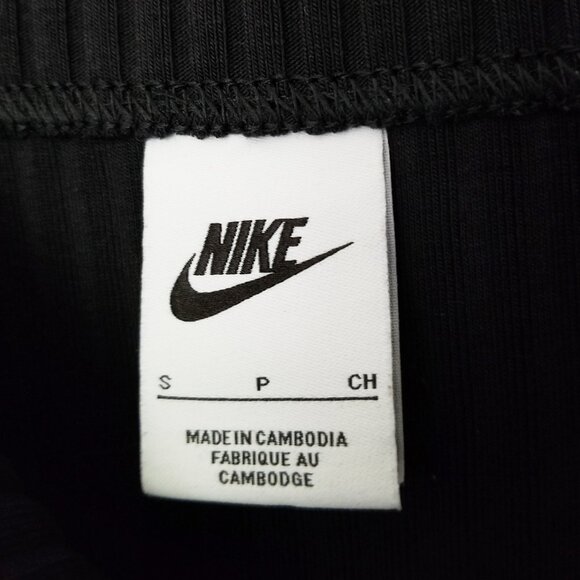 NIKE
S P CH
MADE IN CAMBODIA
FABRIQUE AU
CAMBODGE